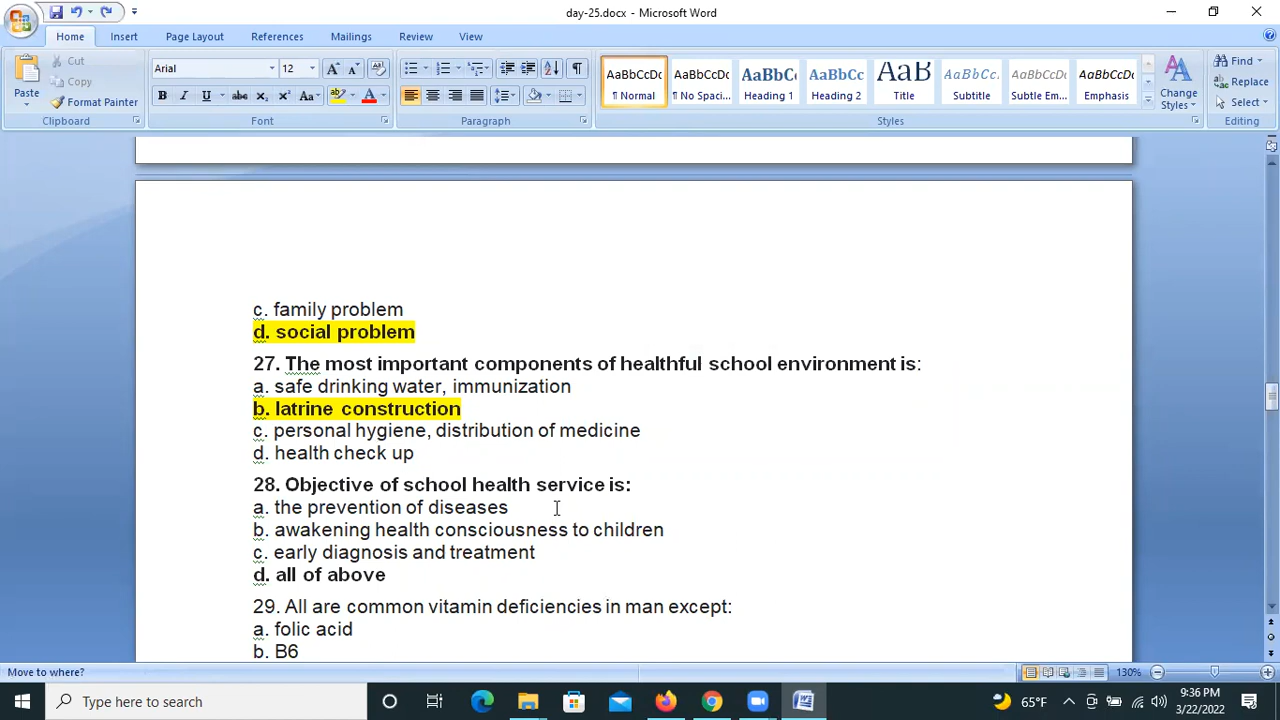 day-25.docx - Microsoft Word
Home Insert Page Layout References Mailings Review View
Paste Cut Copy Format Painter
Arial 12
AaBbCcDc AaBbCcDc AaBbC AaBbCc AaB AaBbCc. AaBbCcDc AaBbCcDc
¶ Normal ¶ No Spaci... Heading 1 Heading 2 Title Subtitle Subtle Em... Emphasis
Change Styles
Find Replace Select
Clipboard Font Paragraph Styles Editing
c. family problem
d. social problem
27. The most important components of healthful school environment is:
a. safe drinking water, immunization
b. latrine construction
c. personal hygiene, distribution of medicine
d. health check up
28. Objective of school health service is:
a. the prevention of diseases
b. awakening health consciousness to children
c. early diagnosis and treatment
d. all of above
29. All are common vitamin deficiencies in man except:
a. folic acid
b. B6
Move to where? 130%
Type here to search 65°F 9:36 PM
3/22/2022